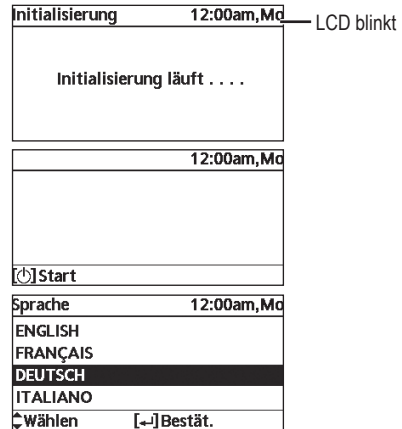 Initialisierung 12:00am,Mo
LCD blinkt
Initialisierung läuft . . . .
12:00am,Mo
[⏻]Start
Sprache 12:00am,Mo
ENGLISH
FRANÇAIS
DEUTSCH
ITALIANO
Wählen [↵]Bestät.